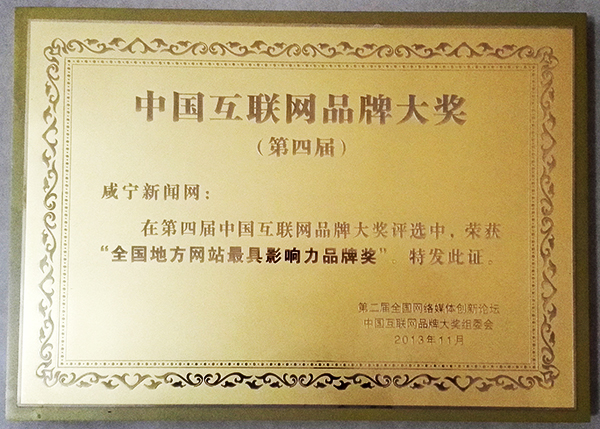 中国互联网品牌大奖
（第四届）
咸宁新闻网：
在第四届中国互联网品牌大奖评选中，荣获
“全国地方网站最具影响力品牌奖”。特发此证。
第二届全国网络媒体创新论坛
中国互联网品牌大奖组委会
2013年11月